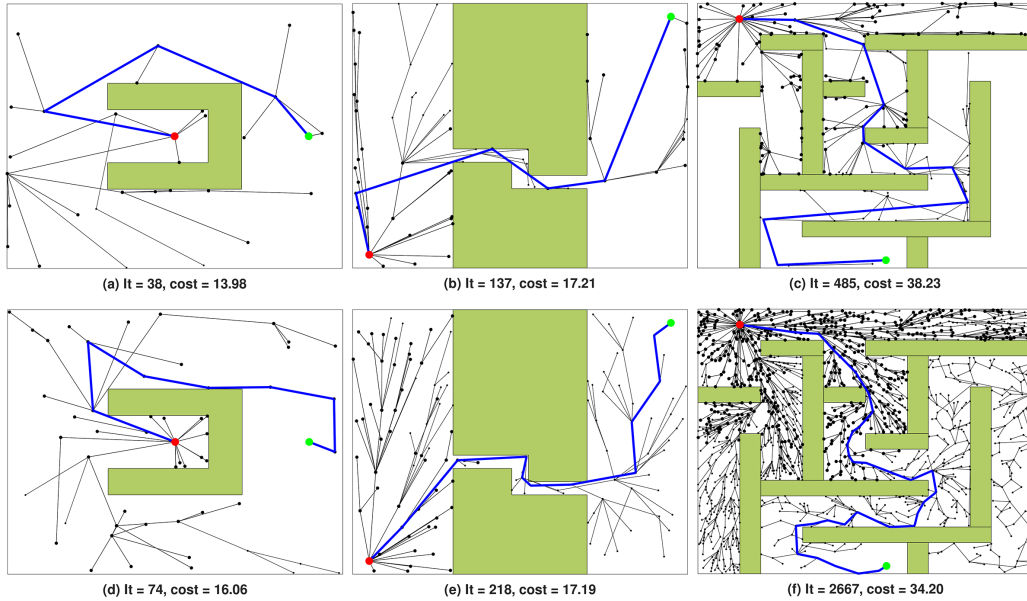 (a) It = 38, cost = 13.98
(b) It = 137, cost = 17.21
(c) It = 485, cost = 38.23
(d) It = 74, cost = 16.06
(e) It = 218, cost = 17.19
(f) It = 2667, cost = 34.20